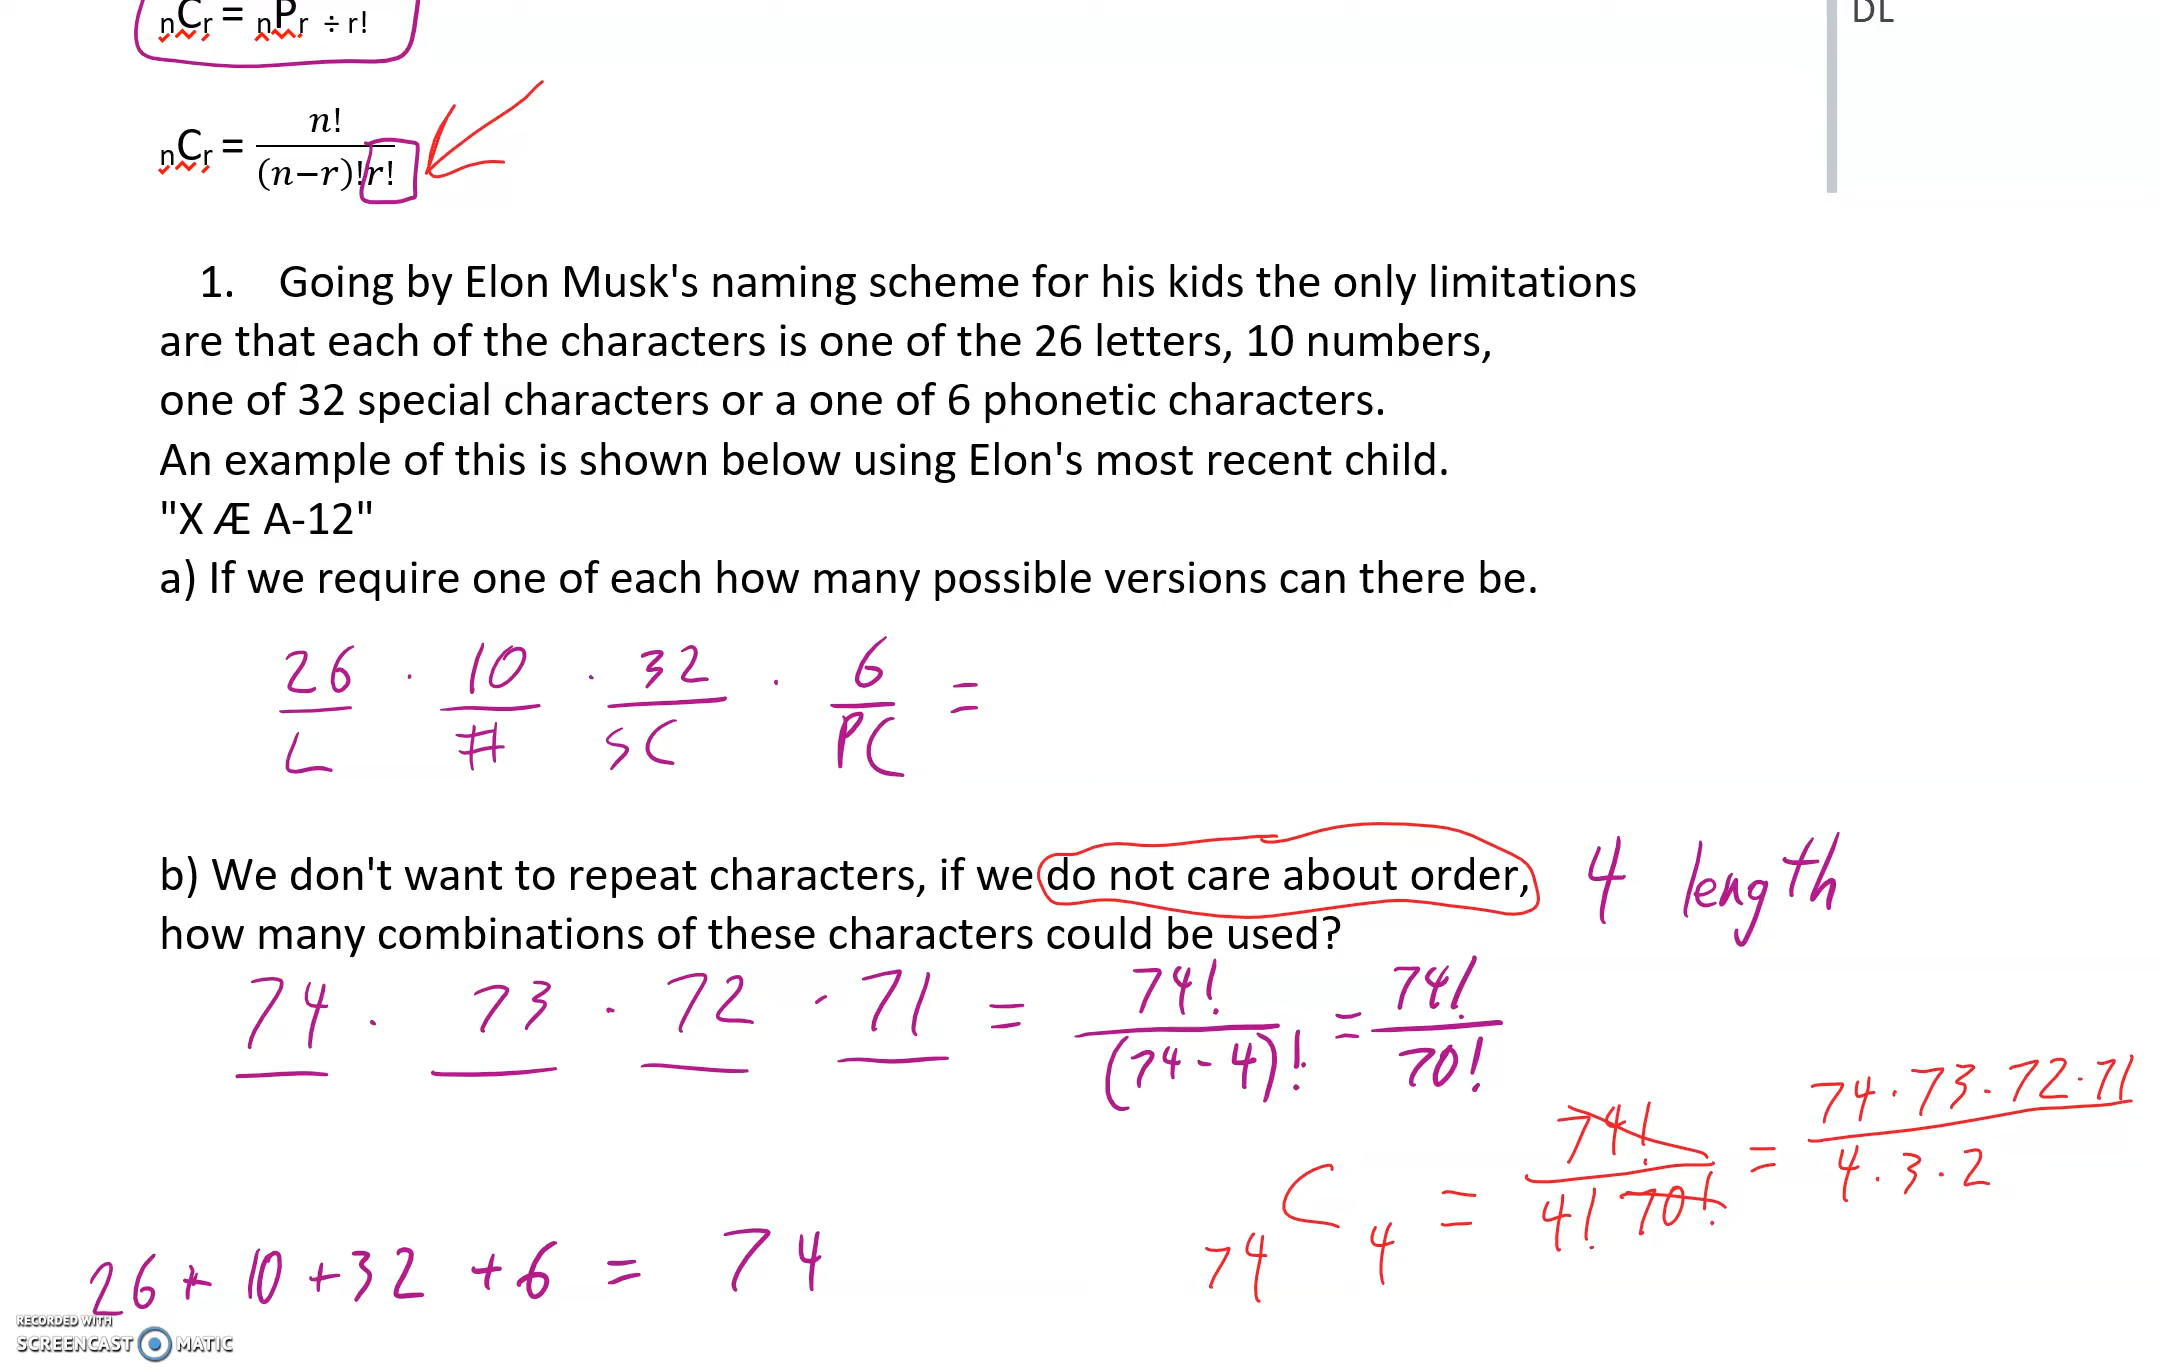 nCr = nPr ÷ r!
DL
nCr = n! / (n−r)!r!
1. Going by Elon Musk's naming scheme for his kids the only limitations
are that each of the characters is one of the 26 letters, 10 numbers,
one of 32 special characters or a one of 6 phonetic characters.
An example of this is shown below using Elon's most recent child.
"X Æ A-12"
a) If we require one of each how many possible versions can there be.
26 · 10 · 32 · 6 =
L # SC PC
b) We don't want to repeat characters, if we do not care about order, 4 length
how many combinations of these characters could be used?
74 · 73 · 72 · 71 = 74! / (74-4)! = 74! / 70!
74C4 = 74! / 4! 70! = 74·73·72·71 / 4·3·2
26 + 10 + 32 + 6 = 74
RECORDED WITH
SCREENCAST MATIC